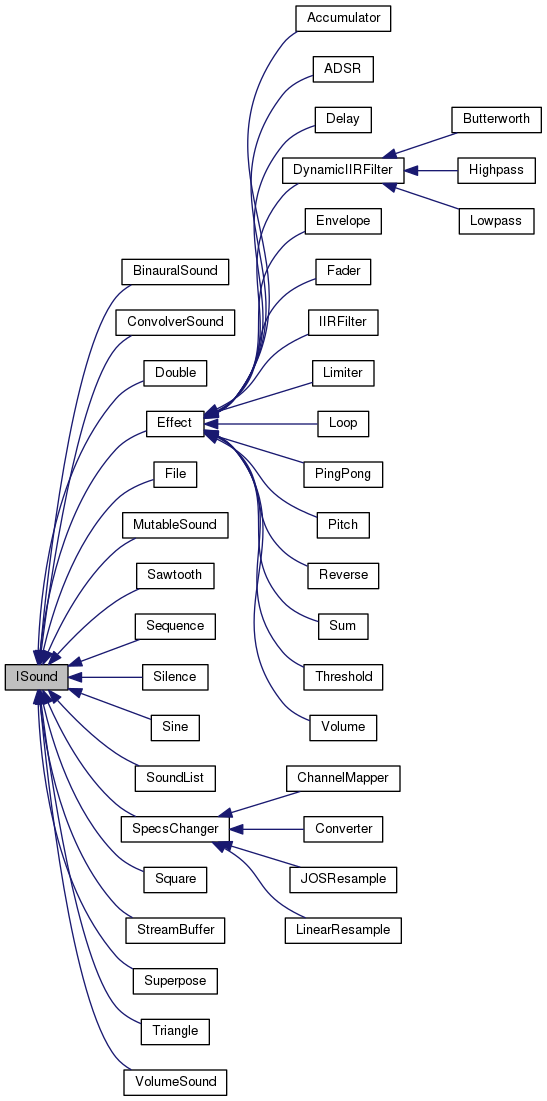 Accumulator
ADSR
Delay
Butterworth
DynamicIIRFilter
Highpass
Envelope
Lowpass
BinauralSound
Fader
ConvolverSound
IIRFilter
Double
Limiter
Effect
Loop
File
PingPong
MutableSound
Pitch
Sawtooth
Reverse
Sequence
Sum
ISound
Silence
Threshold
Sine
Volume
SoundList
ChannelMapper
SpecsChanger
Converter
Square
JOSResample
StreamBuffer
LinearResample
Superpose
Triangle
VolumeSound